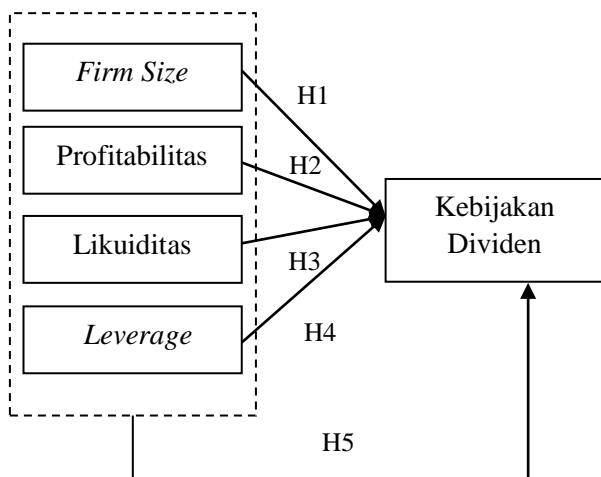 Firm Size
H1
Profitabilitas
H2
Kebijakan
Dividen
Likuiditas
H3
Leverage
H4
H5